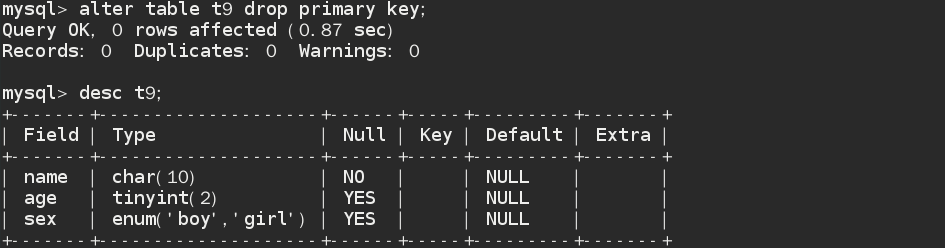 mysql> alter table t9 drop primary key;
Query OK, 0 rows affected (0.87 sec)
Records: 0  Duplicates: 0  Warnings: 0
mysql> desc t9;
+-------+--------------------+------+-----+---------+-------+
| Field | Type               | Null | Key | Default | Extra |
+-------+--------------------+------+-----+---------+-------+
| name  | char(10)           | NO   |     | NULL    |       |
| age   | tinyint(2)         | YES  |     | NULL    |       |
| sex   | enum('boy','girl') | YES  |     | NULL    |       |
+-------+--------------------+------+-----+---------+-------+